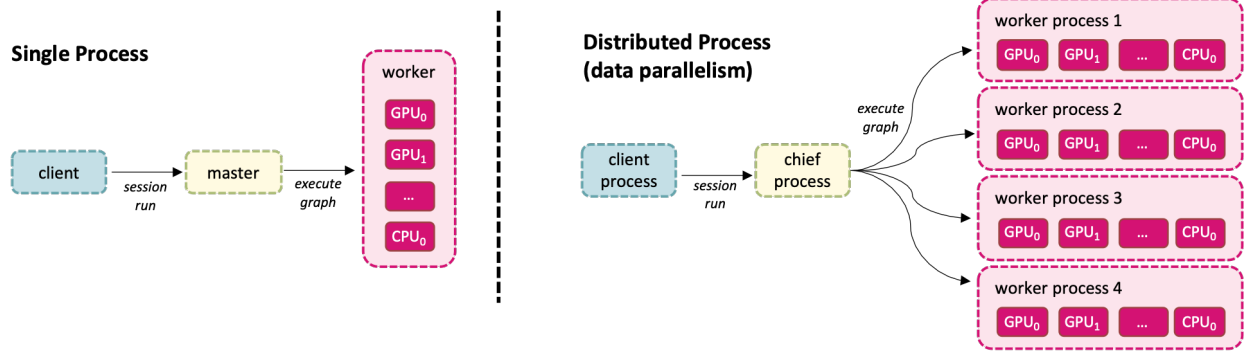 Single Process
client
session
run
master
execute
graph
worker
GPU₀
GPU₁
...
CPU₀
Distributed Process
(data parallelism)
client
process
session
run
chief
process
execute
graph
worker process 1
GPU₀ GPU₁ ... CPU₀
worker process 2
GPU₀ GPU₁ ... CPU₀
worker process 3
GPU₀ GPU₁ ... CPU₀
worker process 4
GPU₀ GPU₁ ... CPU₀